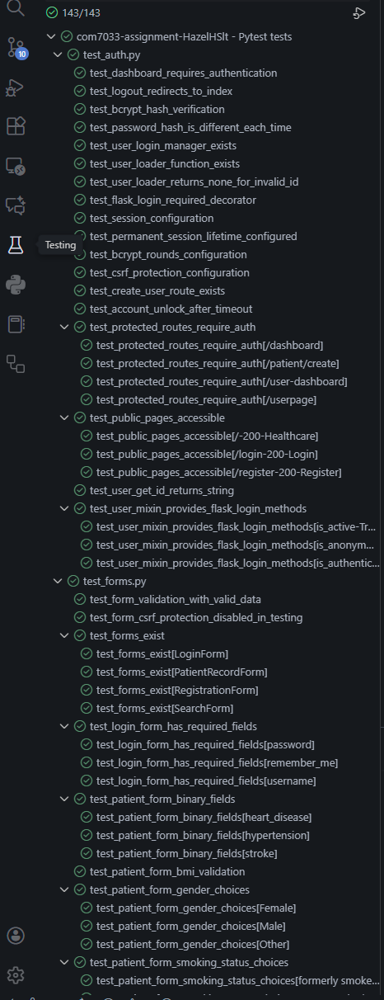 143/143
com7033-assignment-HazelHSlt - Pytest tests
test_auth.py
test_dashboard_requires_authentication
test_logout_redirects_to_index
10
test_bcrypt_hash_verification
test_password_hash_is_different_each_time
test_user_login_manager_exists
test_user_loader_function_exists
test_user_loader_returns_none_for_invalid_id
test_flask_login_required_decorator
test_session_configuration
test_permanent_session_lifetime_configured
Testing
test_bcrypt_rounds_configuration
test_csrf_protection_configuration
test_create_user_route_exists
test_account_unlock_after_timeout
test_protected_routes_require_auth
test_protected_routes_require_auth[/dashboard]
test_protected_routes_require_auth[/patient/create]
test_protected_routes_require_auth[/user-dashboard]
test_protected_routes_require_auth[/userpage]
test_public_pages_accessible
test_public_pages_accessible[/-200-Healthcare]
test_public_pages_accessible[/login-200-Login]
test_public_pages_accessible[/register-200-Register]
test_user_get_id_returns_string
test_user_mixin_provides_flask_login_methods
test_user_mixin_provides_flask_login_methods[is_active-Tr...
test_user_mixin_provides_flask_login_methods[is_anonym...
test_user_mixin_provides_flask_login_methods[is_authentic...
test_forms.py
test_form_validation_with_valid_data
test_form_csrf_protection_disabled_in_testing
test_forms_exist
test_forms_exist[LoginForm]
test_forms_exist[PatientRecordForm]
test_forms_exist[RegistrationForm]
test_forms_exist[SearchForm]
test_login_form_has_required_fields
test_login_form_has_required_fields[password]
test_login_form_has_required_fields[remember_me]
test_login_form_has_required_fields[username]
test_patient_form_binary_fields
test_patient_form_binary_fields[heart_disease]
test_patient_form_binary_fields[hypertension]
test_patient_form_binary_fields[stroke]
test_patient_form_bmi_validation
test_patient_form_gender_choices
test_patient_form_gender_choices[Female]
test_patient_form_gender_choices[Male]
test_patient_form_gender_choices[Other]
test_patient_form_smoking_status_choices
test_patient_form_smoking_status_choices[formerly smoke...